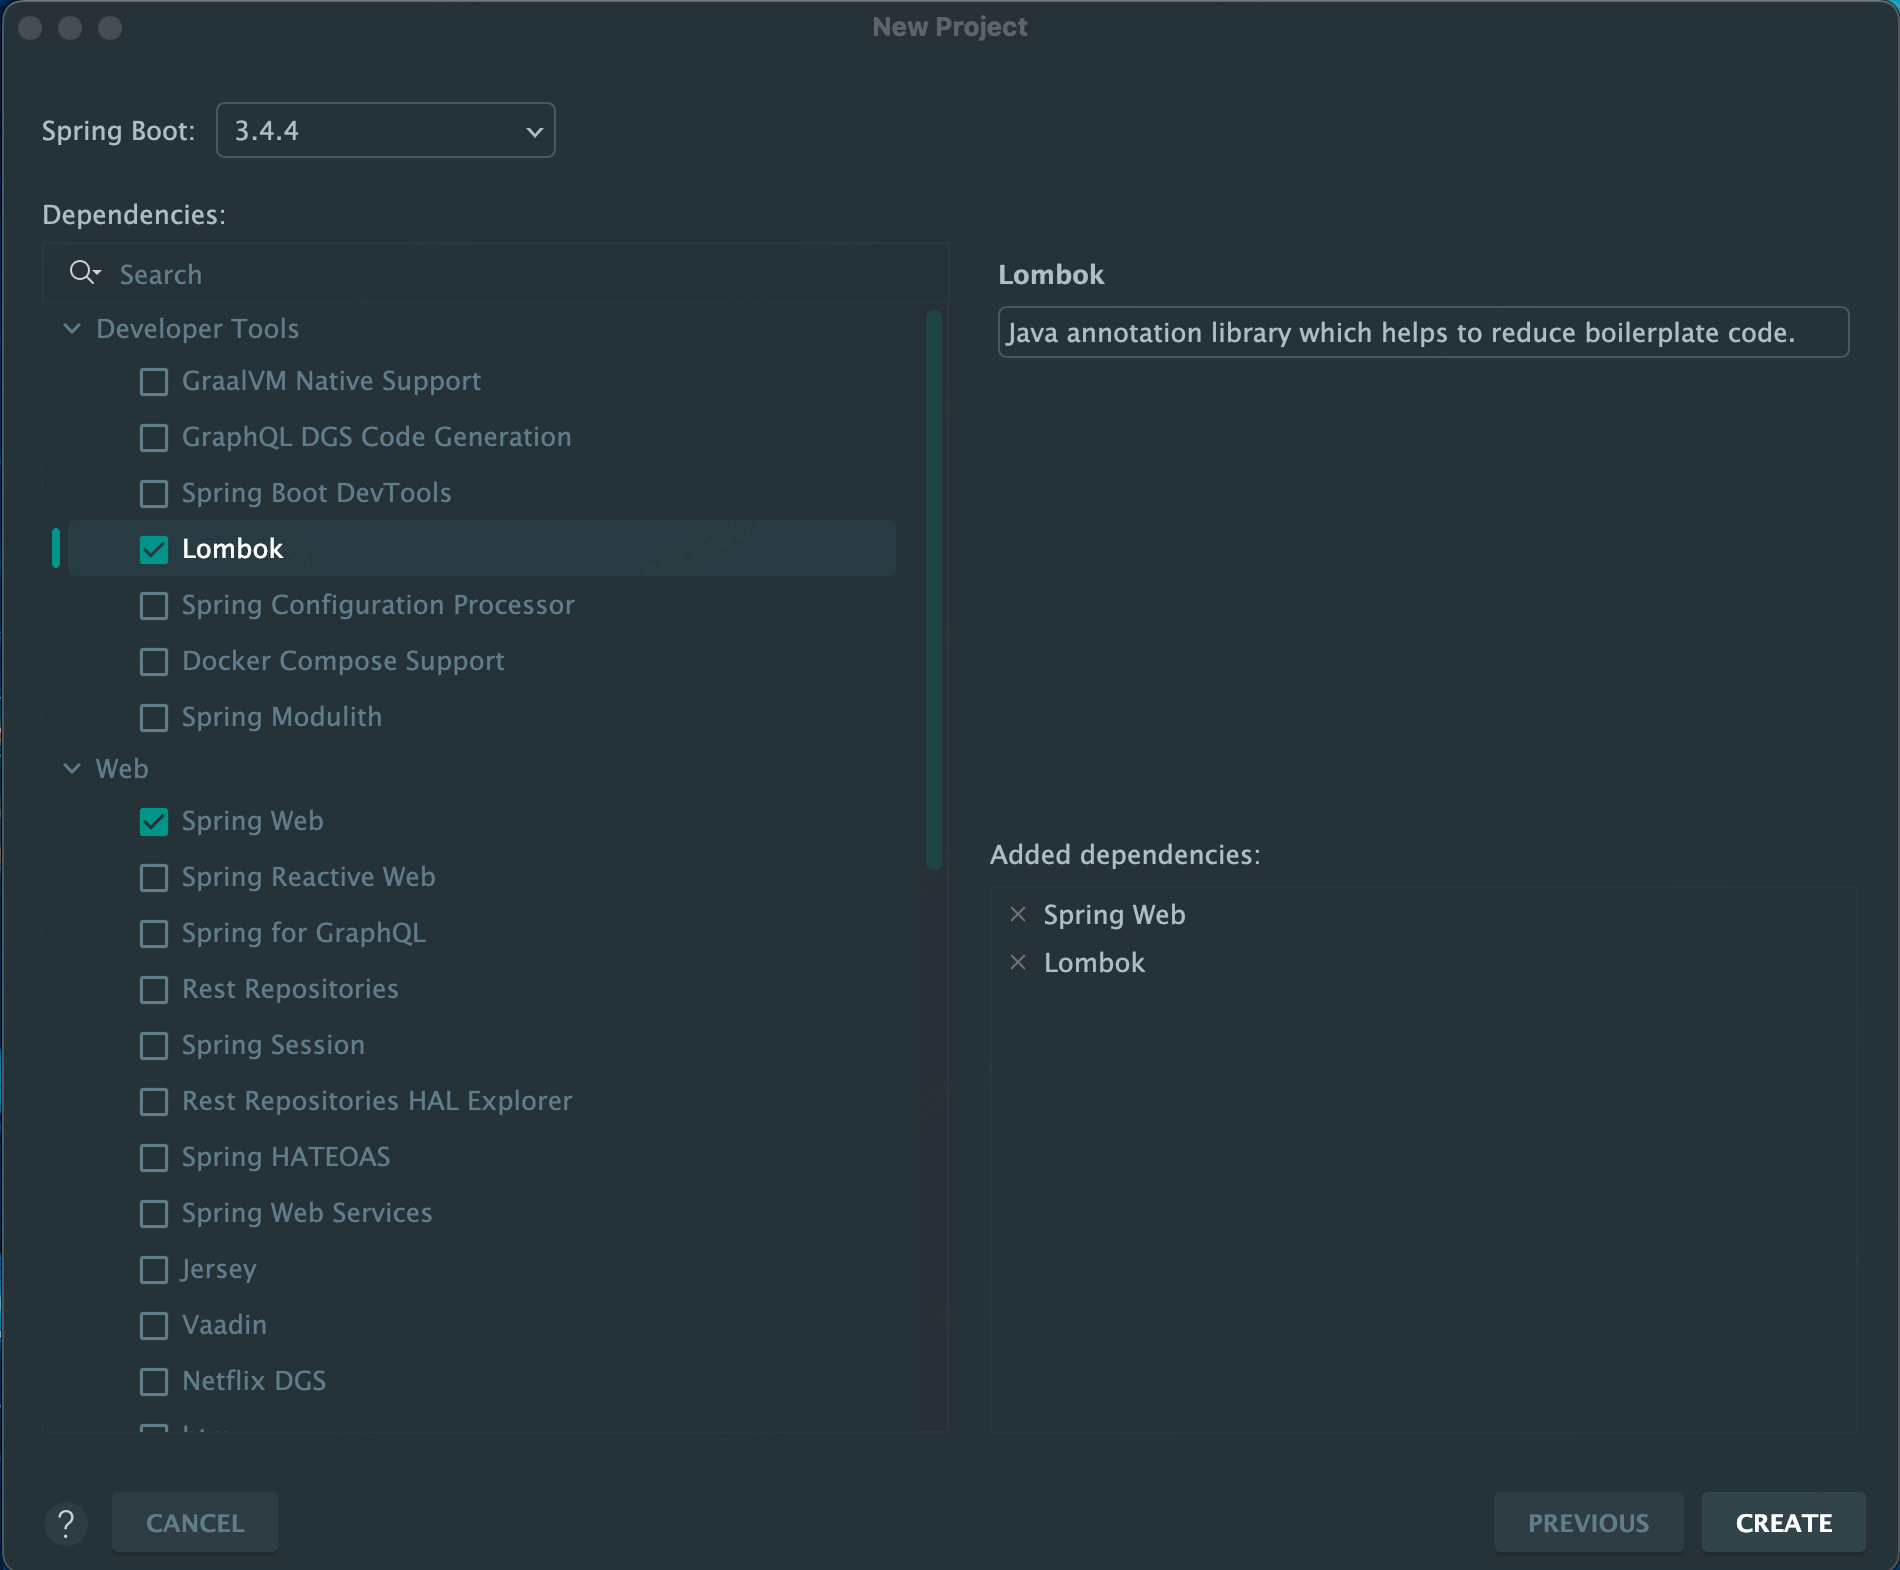 New Project
Spring Boot:
3.4.4
Dependencies:
Search
Developer Tools
GraalVM Native Support
GraphQL DGS Code Generation
Spring Boot DevTools
Lombok
Spring Configuration Processor
Docker Compose Support
Spring Modulith
Web
Spring Web
Spring Reactive Web
Spring for GraphQL
Rest Repositories
Spring Session
Rest Repositories HAL Explorer
Spring HATEOAS
Spring Web Services
Jersey
Vaadin
Netflix DGS
Lombok
Java annotation library which helps to reduce boilerplate code.
Added dependencies:
Spring Web
Lombok
?
CANCEL
PREVIOUS
CREATE